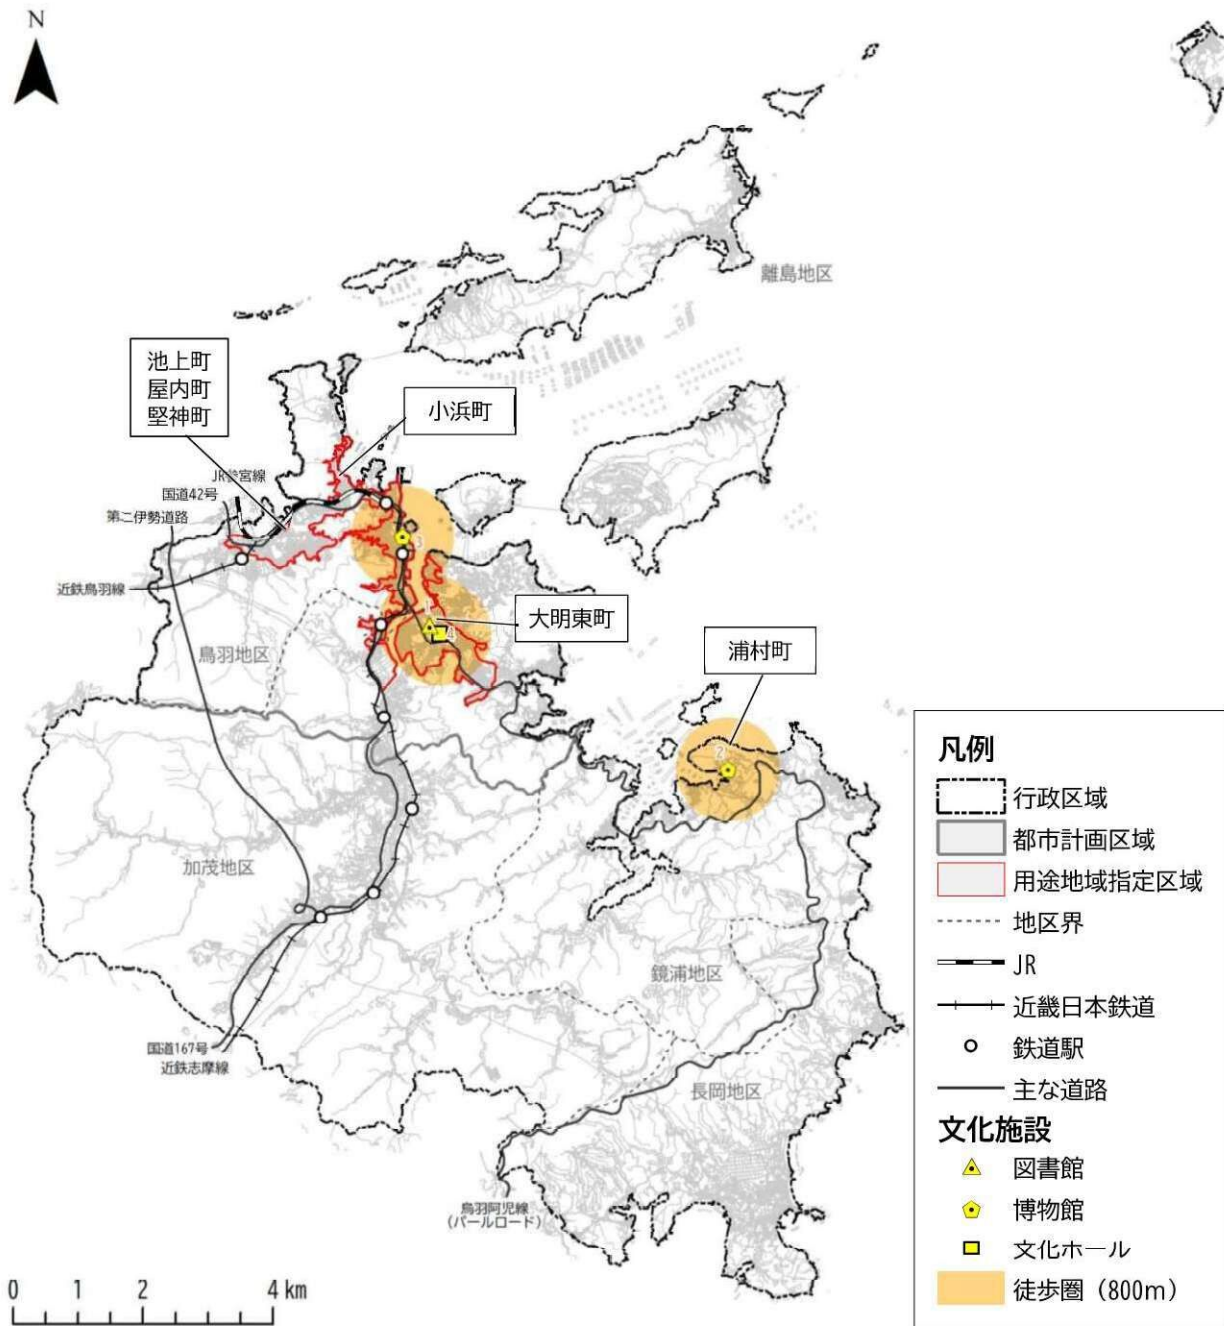 N
離島地区
池上町
屋内町
堅神町
小浜町
JR参宮線
国道42号
第二伊勢道路
近鉄鳥羽線
3
1
大明東町
4
鳥羽地区
浦村町
2
加茂地区
鏡浦地区
国道167号
近鉄志摩線
長岡地区
鳥羽阿児線
(パールロード)
0 1 2 4 km
凡例
行政区域
都市計画区域
用途地域指定区域
地区界
JR
近畿日本鉄道
鉄道駅
主な道路
文化施設
図書館
博物館
文化ホール
徒歩圏（800m）